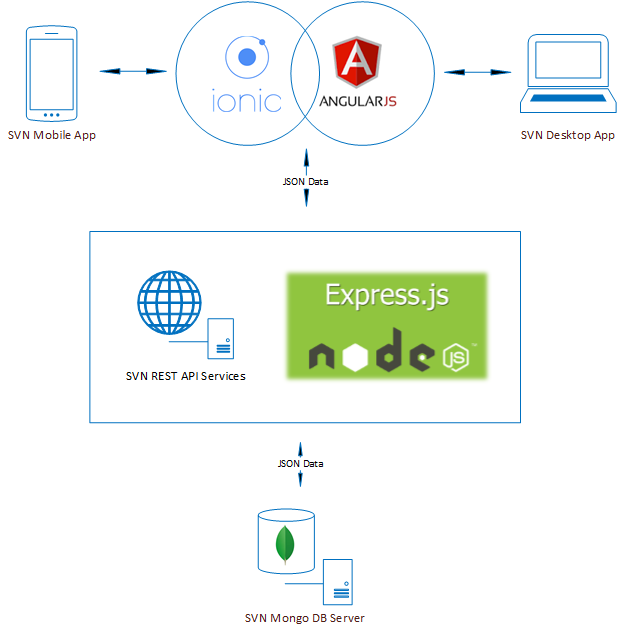 ionic
ANGULARJS
SVN Mobile App
SVN Desktop App
JSON Data
Express.js
node
JS
™
SVN REST API Services
JSON Data
SVN Mongo DB Server